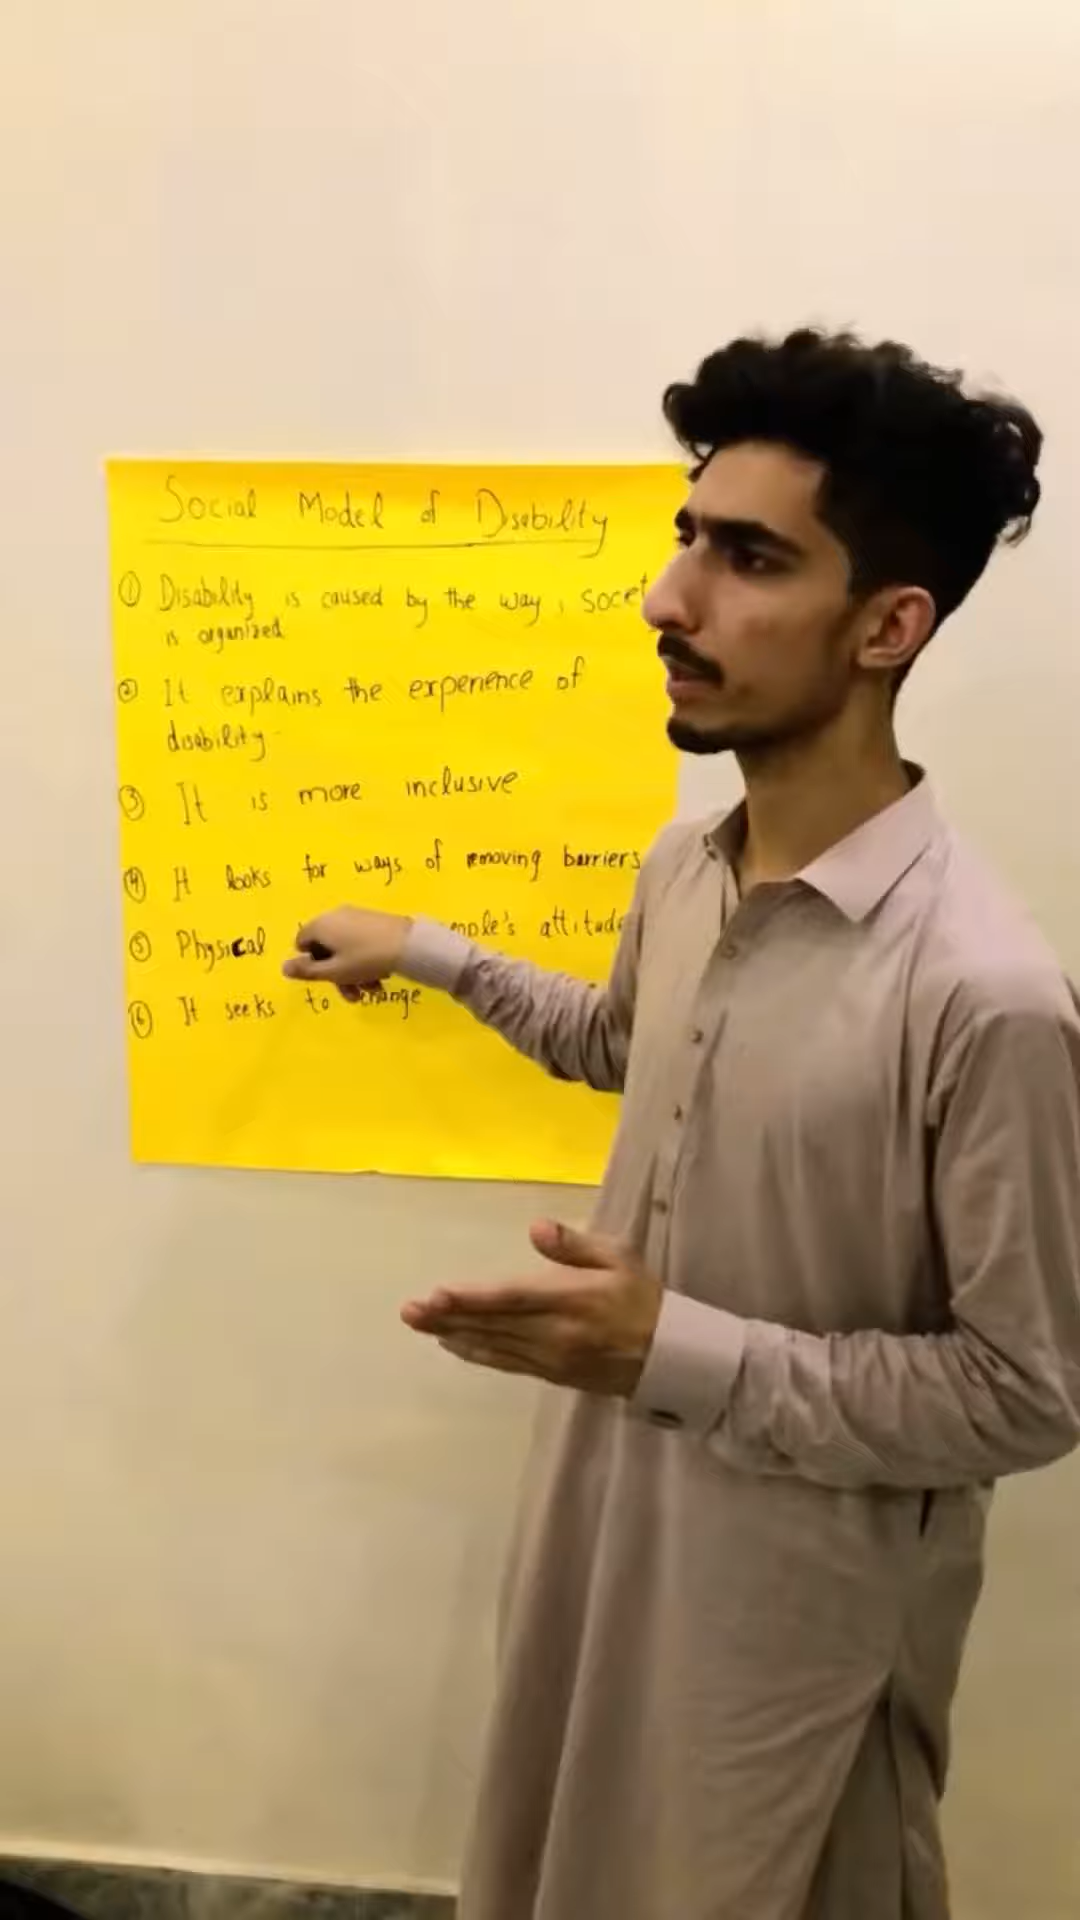 Social Model of Disability
① Disability is caused by the way, Societ
is organized
② It explains the experience of
disability
③ It is more inclusive
④ It looks for ways of removing barriers
⑤ Physical attitude
⑥ It seeks to change